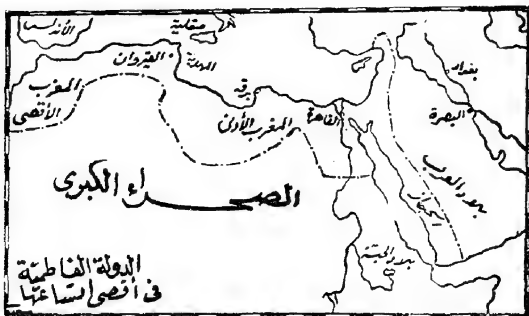 الأندلس
صقلية
القيروان
المهدية
المغرب
الأقصى
برقة
المغرب الأدنى
القاهرة
بغداد
البصرة
بلاد العرب
الحجاز
الصحراء الكبرى
بلاد الحبشة
الدولة الفاطمية
في أقصى اتساعها